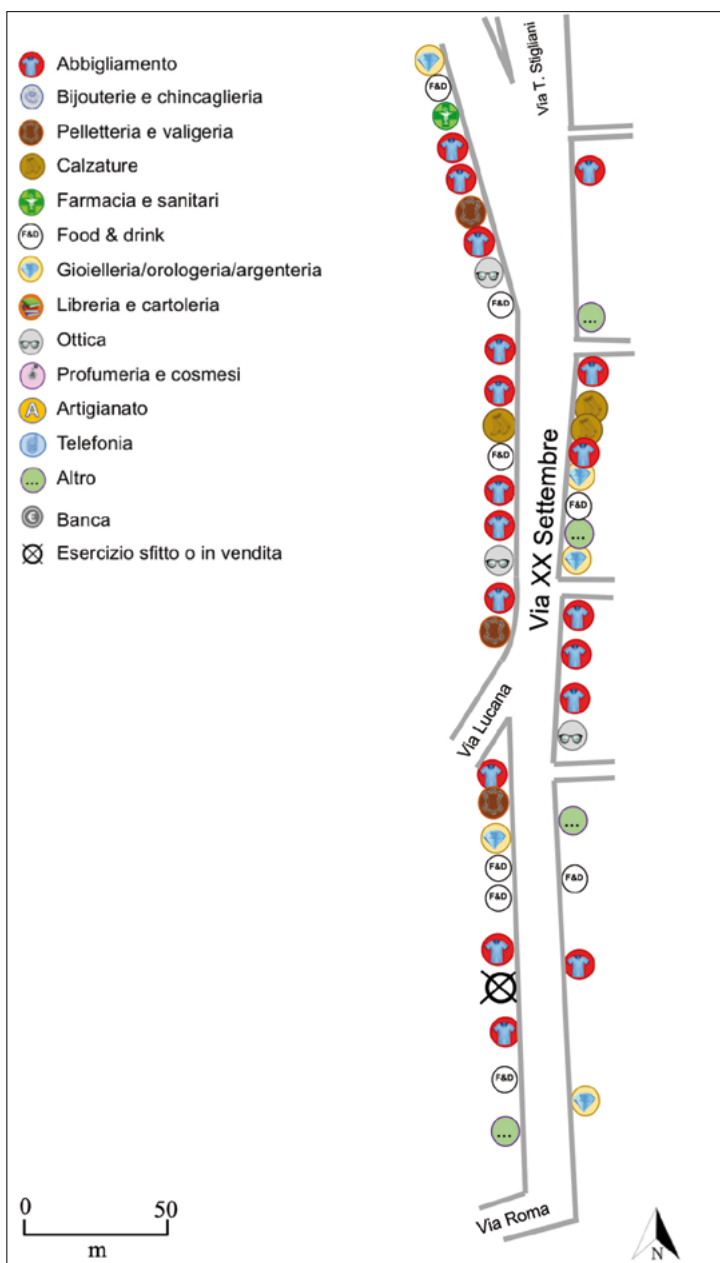 Abbigliamento
Bijouterie e chincaglieria
Pelletteria e valigeria
Calzature
Farmacia e sanitari
F&D Food & drink
Gioielleria/orologeria/argenteria
Libreria e cartoleria
Ottica
Profumeria e cosmesi
A Artigianato
Telefonia
... Altro
Banca
Esercizio sfitto o in vendita
Via T. Stigliani
F&D
F&D
...
F&D
F&D
...
Via XX Settembre
Via Lucana
...
F&D
F&D
F&D
F&D
...
Via Roma
0 50
m
N